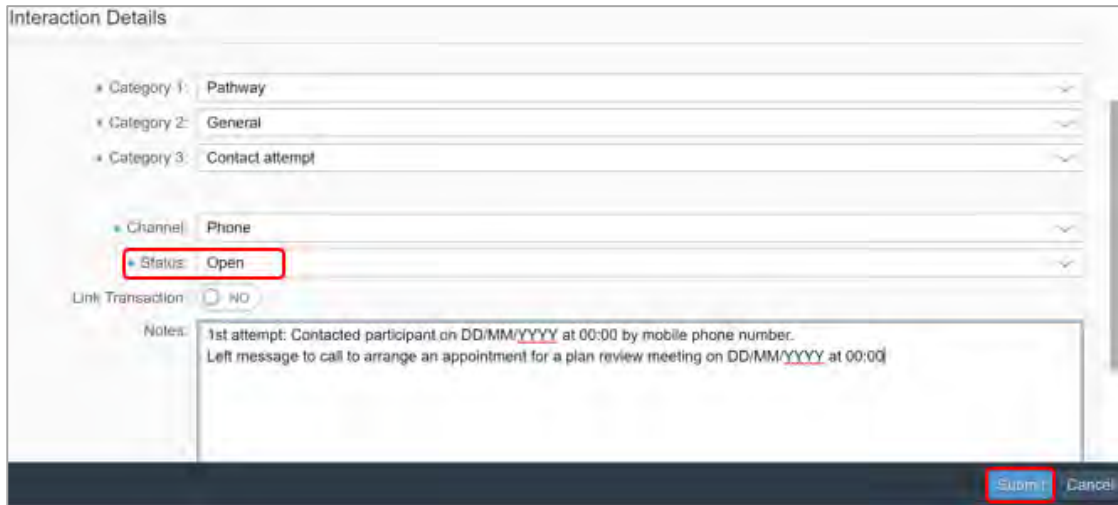 Interaction Details
* Category 1: Pathway
* Category 2: General
* Category 3: Contact attempt
* Channel: Phone
* Status: Open
Link Transaction: NO
Notes: 1st attempt: Contacted participant on DD/MM/YYYY at 00:00 by mobile phone number.
Left message to call to arrange an appointment for a plan review meeting on DD/MM/YYYY at 00:00
Submit Cancel